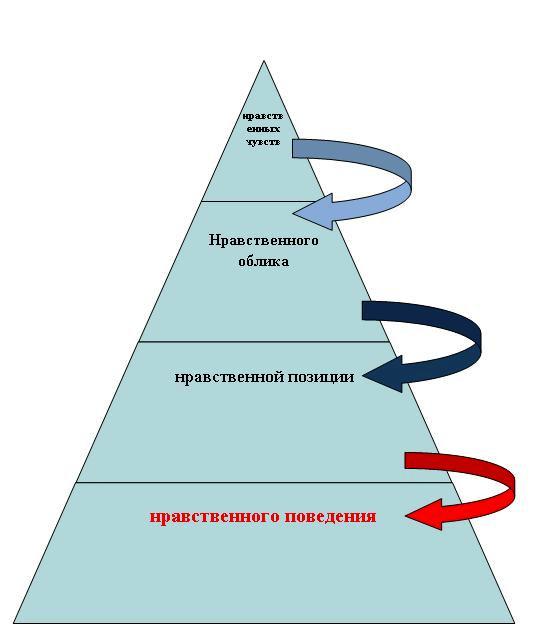 нравств
енных
чувств
Нравственного
облика
нравственной позиции
нравственного поведения